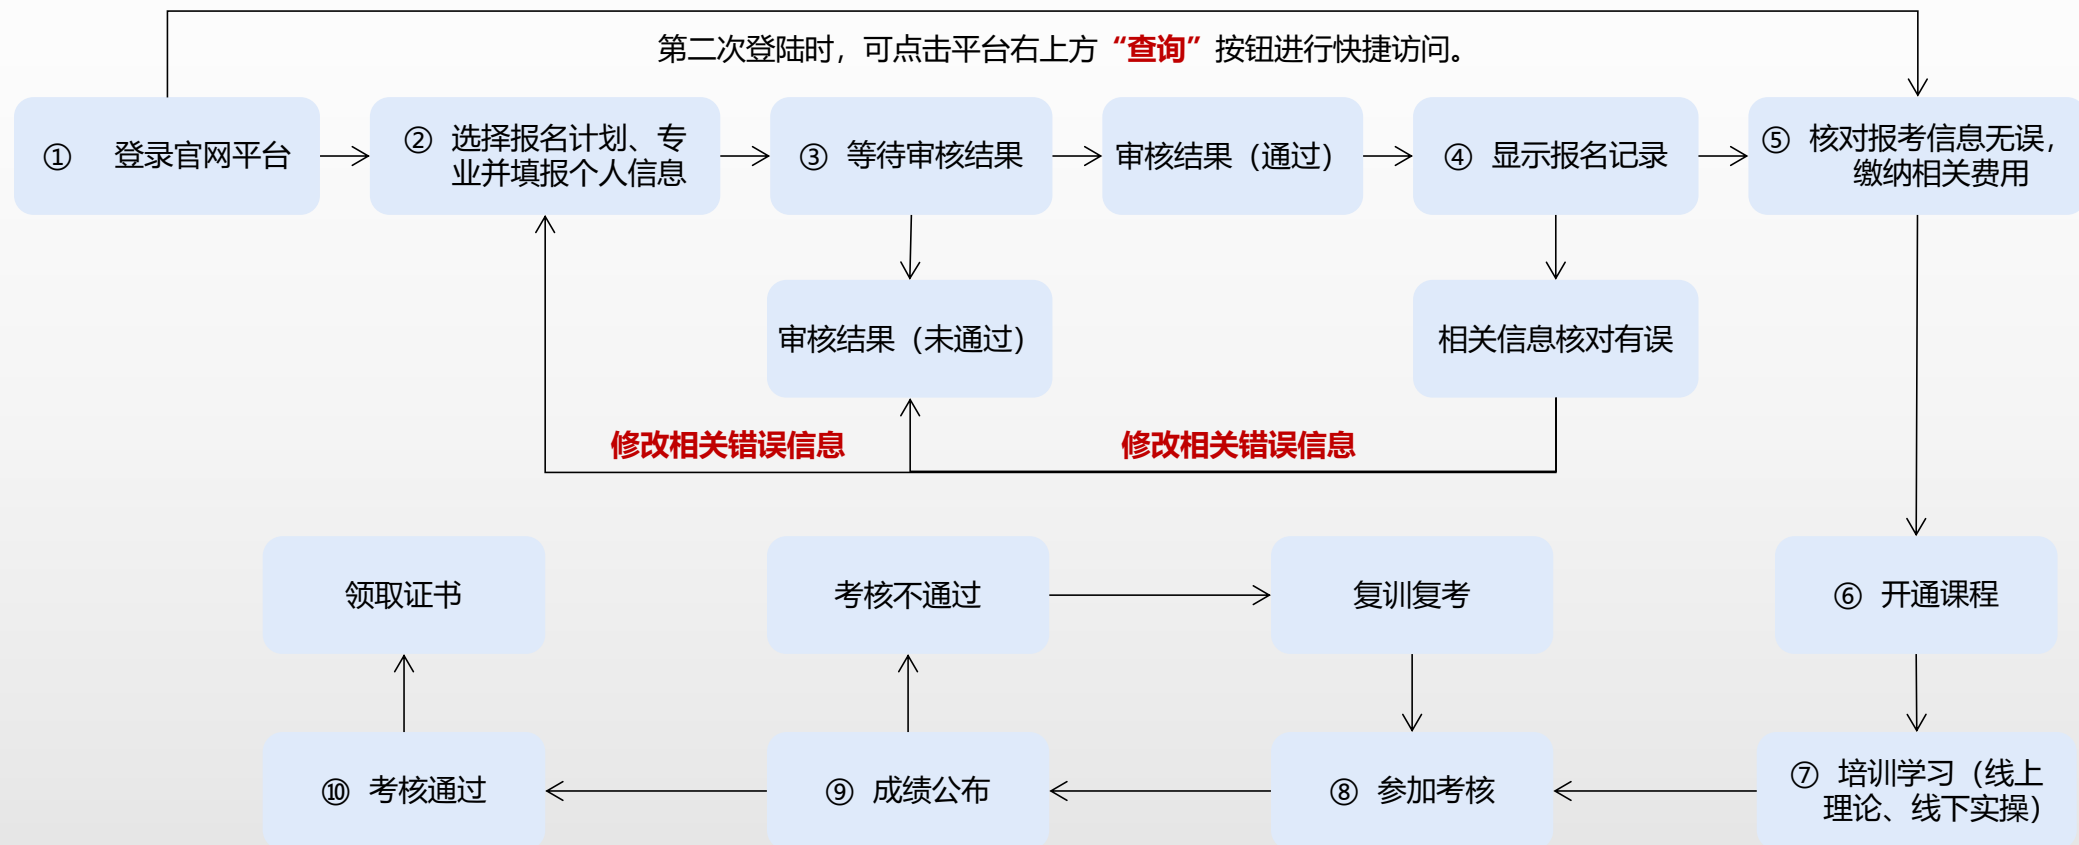 第二次登陆时，可点击平台右上方“查询”按钮进行快捷访问。
① 登录官网平台
② 选择报名计划、专
业并填报个人信息
③ 等待审核结果
审核结果（通过）
④ 显示报名记录
⑤ 核对报考信息无误，
缴纳相关费用
审核结果（未通过）
相关信息核对有误
修改相关错误信息
修改相关错误信息
领取证书
考核不通过
复训复考
⑥ 开通课程
⑩ 考核通过
⑨ 成绩公布
⑧ 参加考核
⑦ 培训学习（线上
理论、线下实操）